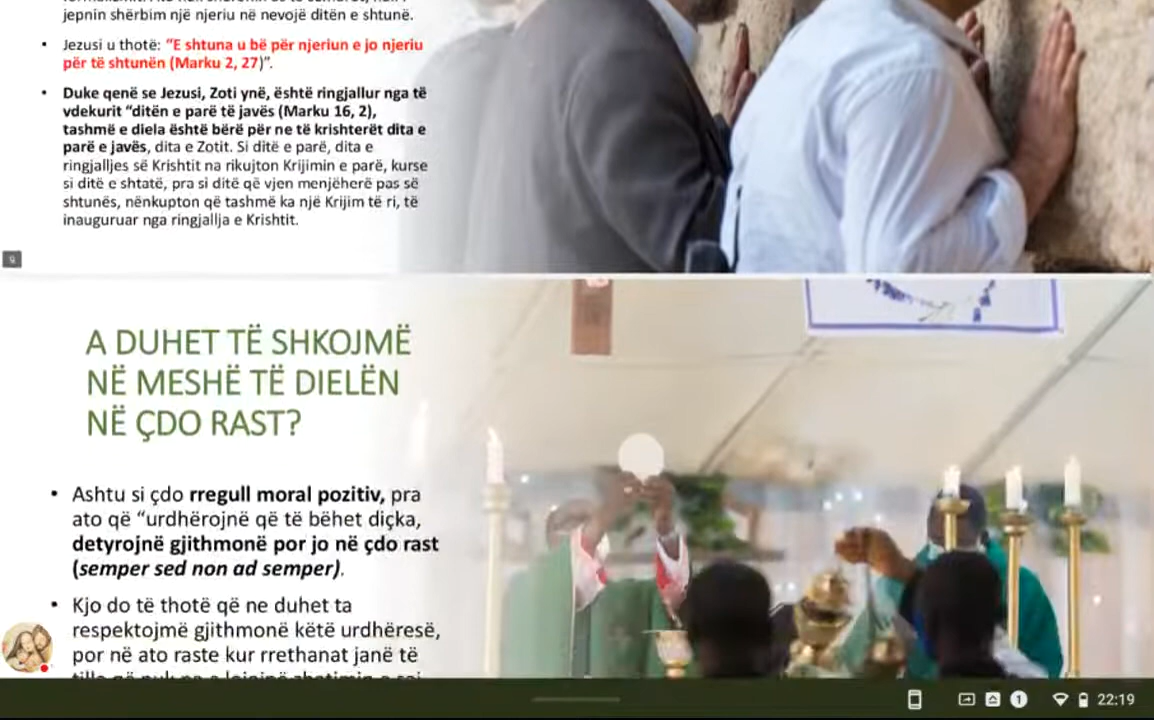 jepnin shërbim një njeriu në nevojë ditën e shtunë.
• Jezusi u thotë: “E shtuna u bë për njeriun e jo njeriu
për të shtunën (Marku 2, 27)”.
• Duke qenë se Jezusi, Zoti ynë, është ringjallur nga të
vdekurit “ditën e parë të javës (Marku 16, 2),
tashmë e diela është bërë për ne të krishterët dita e
parë e javës, dita e Zotit. Si ditë e parë, dita e
ringjalljes së Krishtit na rikujton Krijimin e parë, kurse
si ditë e shtatë, pra si ditë që vjen menjëherë pas së
shtunës, nënkupton që tashmë ka një Krijim të ri, të
inauguruar nga ringjallja e Krishtit.
9
A DUHET TË SHKOJMË
NË MESHË TË DIELËN
NË ÇDO RAST?
• Ashtu si çdo rregull moral pozitiv, pra
ato që “urdhërojnë që të bëhet diçka,
detyrojnë gjithmonë por jo në çdo rast
(semper sed non ad semper).
• Kjo do të thotë që ne duhet ta
respektojmë gjithmonë këtë urdhëresë,
por në ato raste kur rrethanat janë të
1
22:19